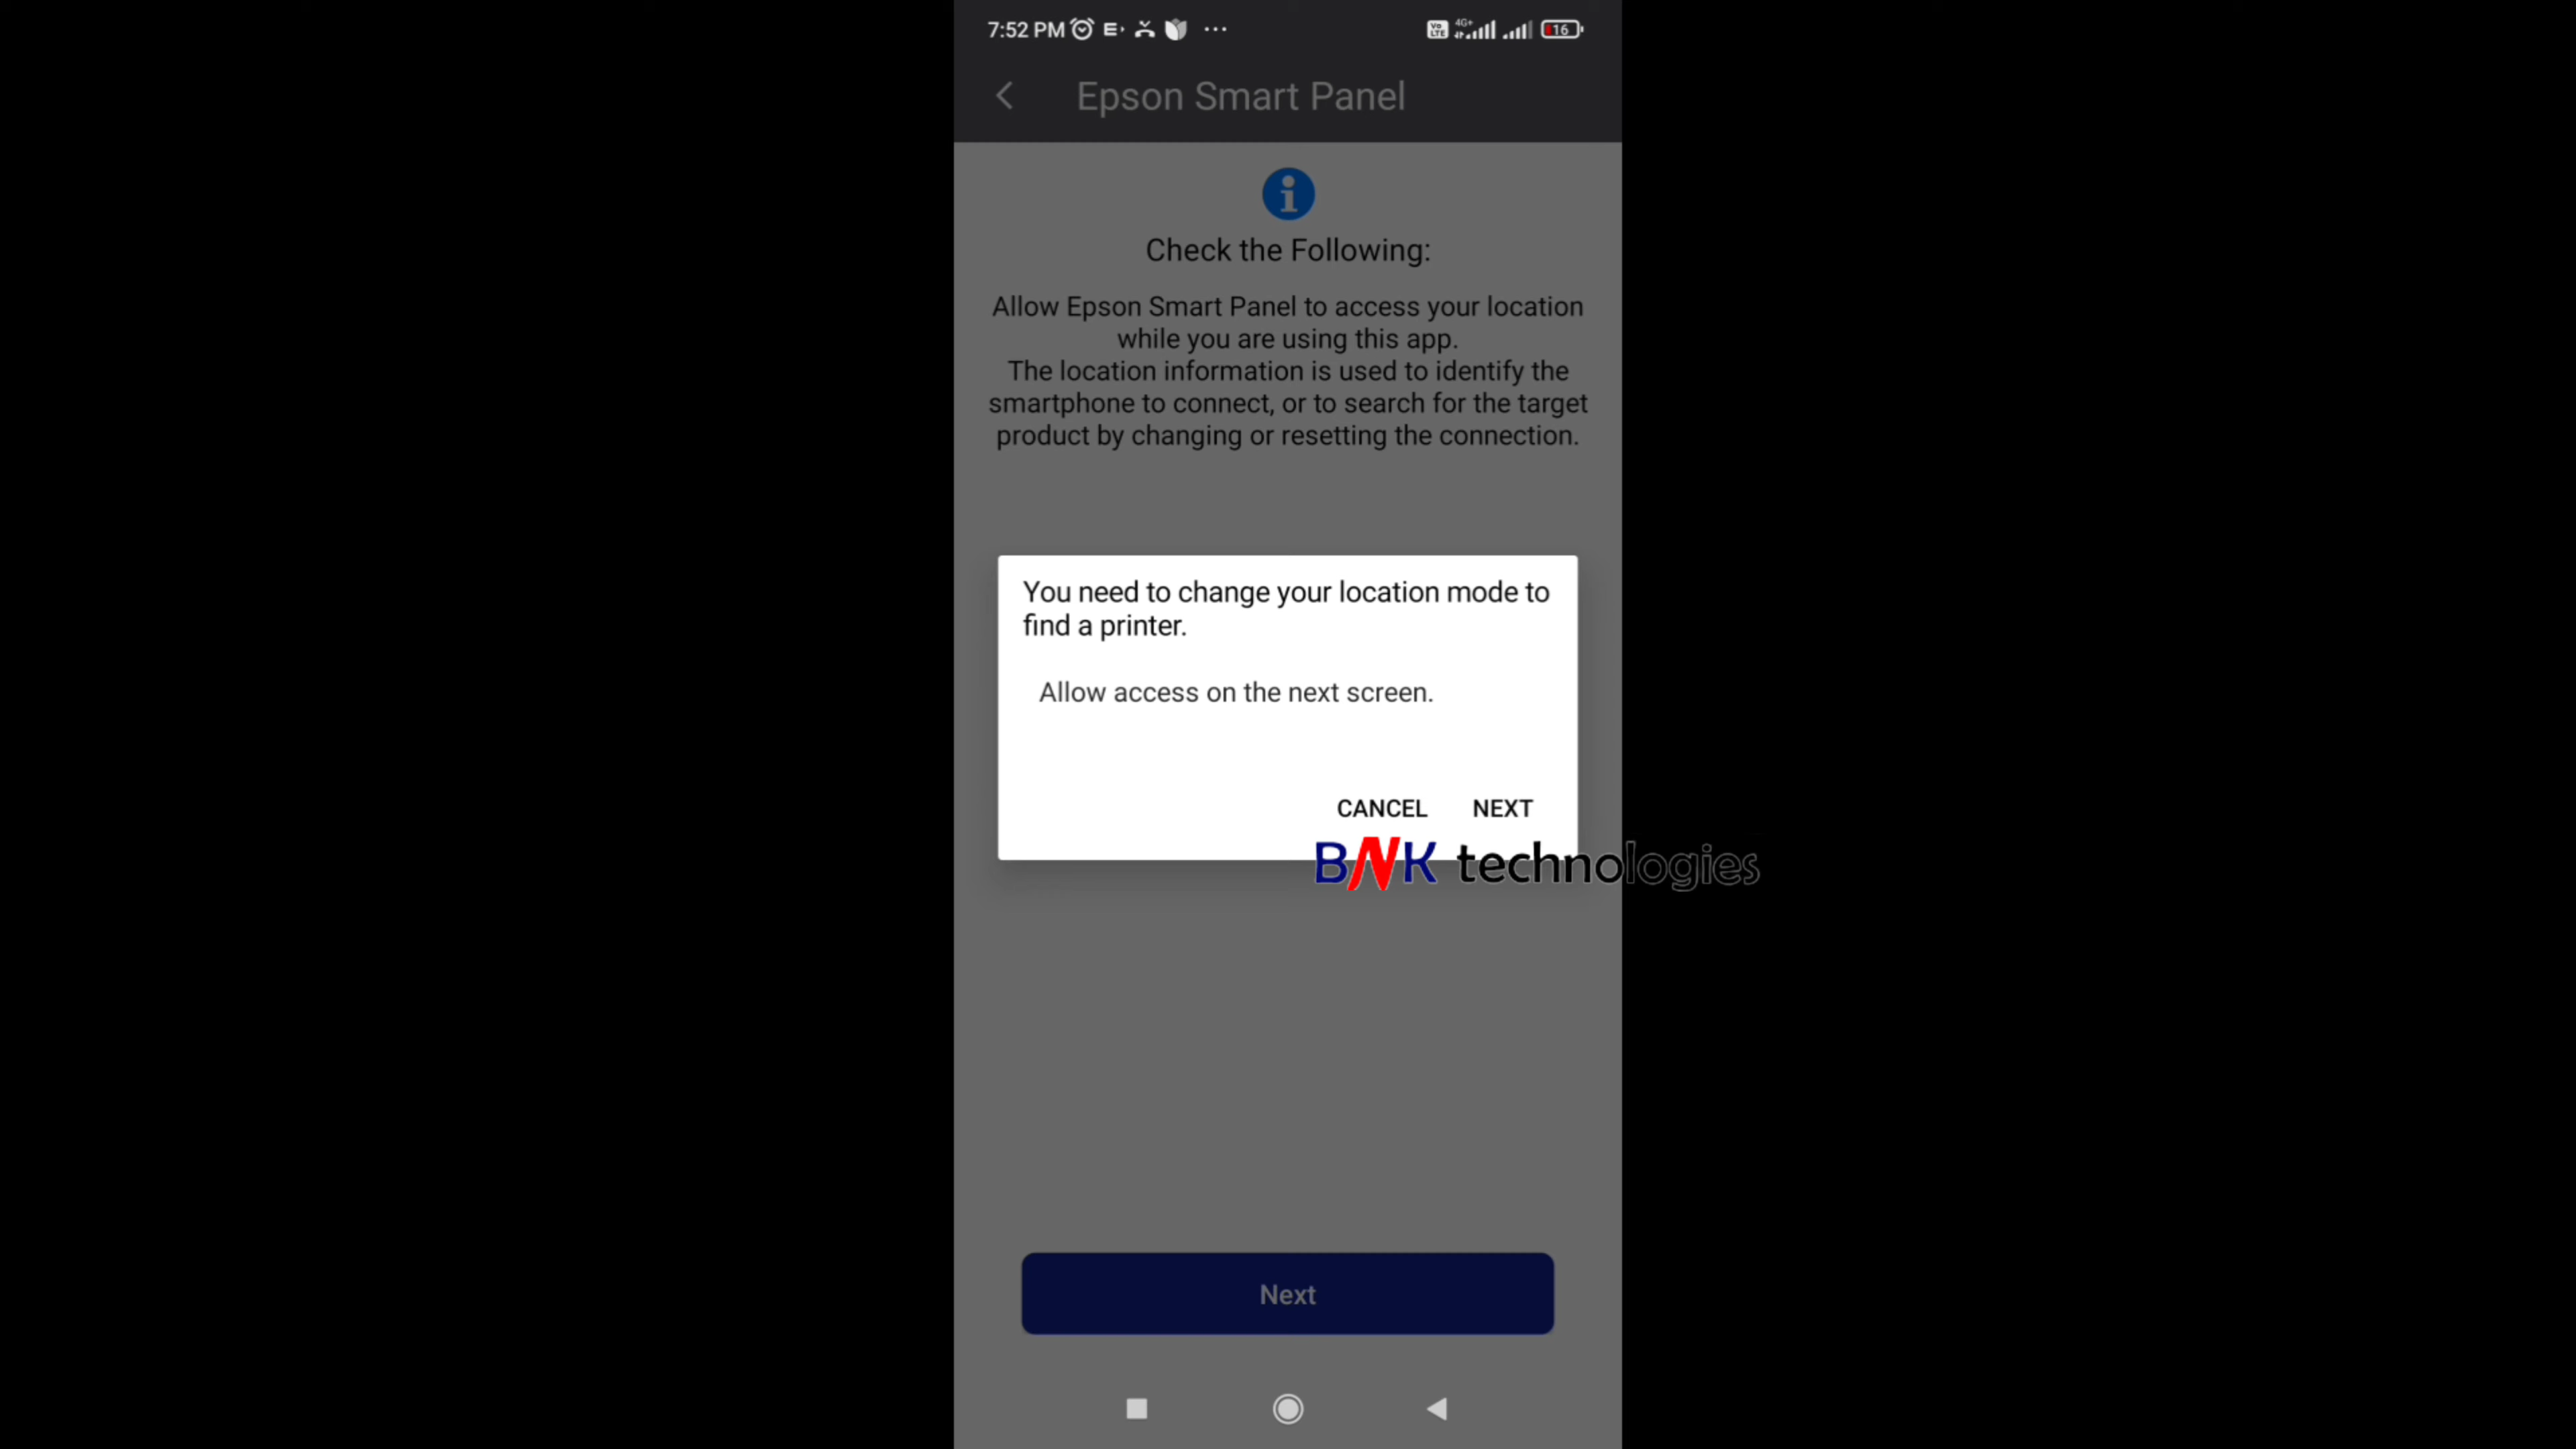 7:52 PM
Vo LTE 4G+ 16
Epson Smart Panel
Check the Following:
Allow Epson Smart Panel to access your location
while you are using this app.
The location information is used to identify the
smartphone to connect, or to search for the target
product by changing or resetting the connection.
You need to change your location mode to
find a printer.
Allow access on the next screen.
CANCEL NEXT
BNK technologies
Next